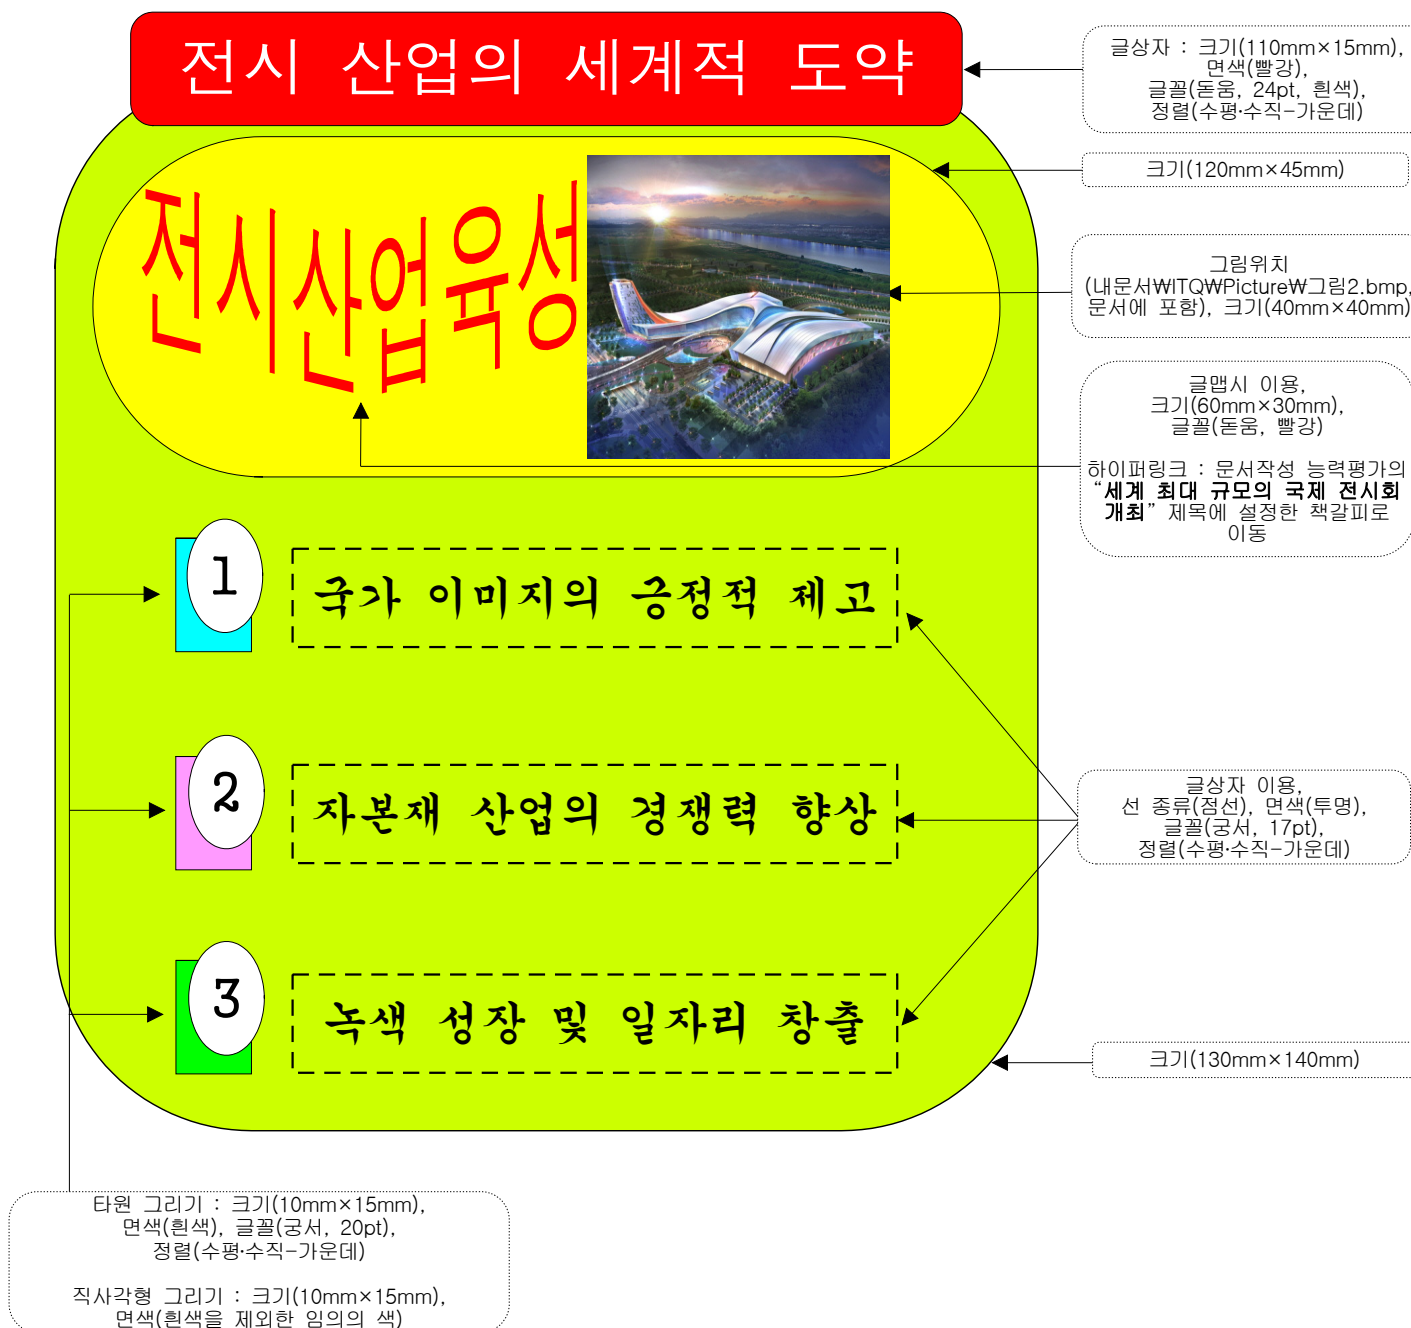 전시 산업의 세계적 도약
글상자 : 크기(110mm×15mm),
면색(빨강),
글꼴(돋움, 24pt, 흰색),
정렬(수평·수직-가운데)
크기(120mm×45mm)
전시산업육성
그림위치
(내문서₩ITQ₩Picture₩그림2.bmp,
문서에 포함), 크기(40mm×40mm)
글맵시 이용,
크기(60mm×30mm),
글꼴(돋움, 빨강)
하이퍼링크 : 문서작성 능력평가의
“세계 최대 규모의 국제 전시회
개최” 제목에 설정한 책갈피로
이동
1
국가 이미지의 긍정적 제고
2
자본재 산업의 경쟁력 향상
글상자 이용,
선 종류(점선), 면색(투명),
글꼴(궁서, 17pt),
정렬(수평·수직-가운데)
3
녹색 성장 및 일자리 창출
크기(130mm×140mm)
타원 그리기 : 크기(10mm×15mm),
면색(흰색), 글꼴(궁서, 20pt),
정렬(수평·수직-가운데)
직사각형 그리기 : 크기(10mm×15mm),
면색(흰색을 제외한 임의의 색)